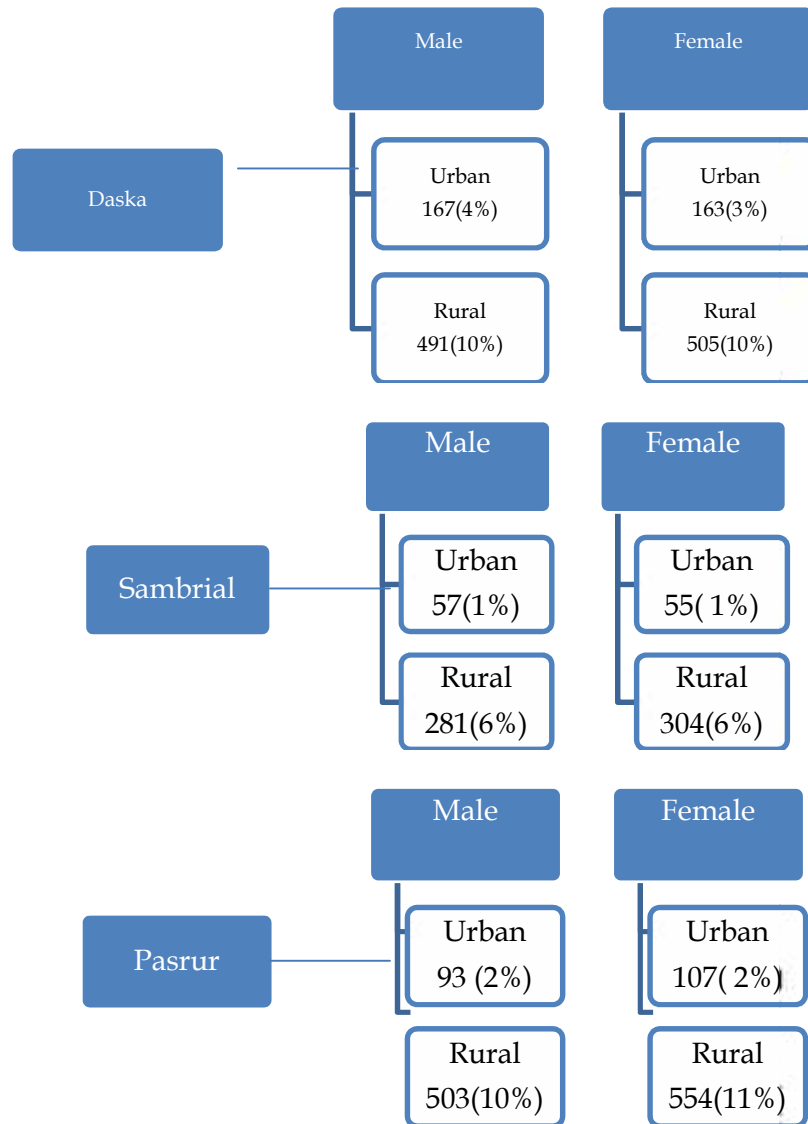 Male
Female
Daska
Urban
167(4%)
Urban
163(3%)
Rural
491(10%)
Rural
505(10%)
Male
Female
Sambrial
Urban
57(1%)
Urban
55( 1%)
Rural
281(6%)
Rural
304(6%)
Male
Female
Pasrur
Urban
93 (2%)
Urban
107( 2%)
Rural
503(10%)
Rural
554(11%)